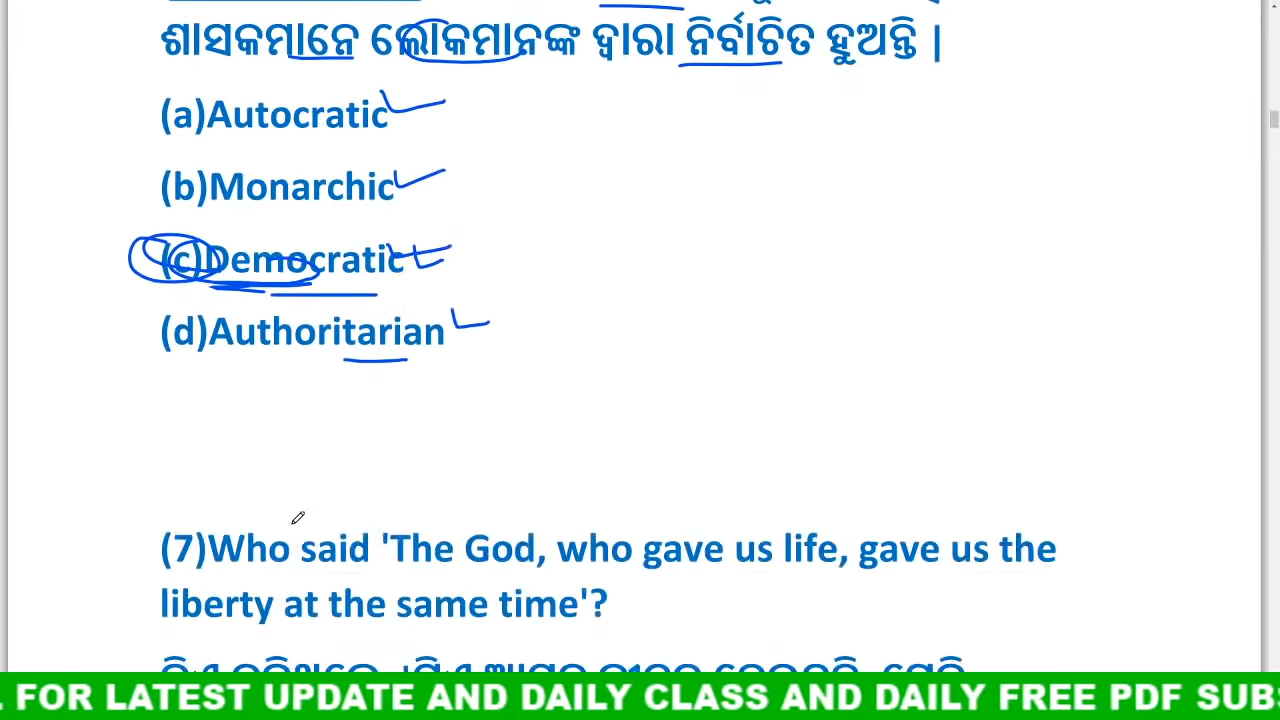 ଶାସକମାନେ ଲୋକମାନଙ୍କ ଦ୍ୱାରା ନିର୍ବାଚିତ ହୁଅନ୍ତି |
(a)Autocratic
(b)Monarchic
(c)Democratic
(d)Authoritarian
(7)Who said 'The God, who gave us life, gave us the
liberty at the same time'?
FOR LATEST UPDATE AND DAILY CLASS AND DAILY FREE PDF SUBS